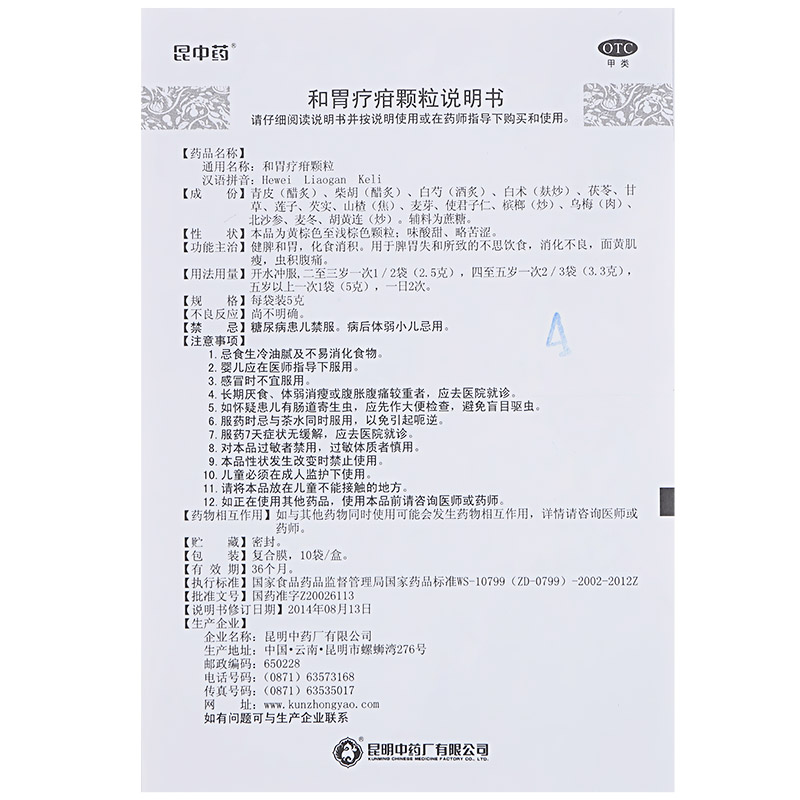 昆中药®
OTC
甲类
和胃疗疳颗粒说明书
请仔细阅读说明书并按说明使用或在药师指导下购买和使用。
【药品名称】
通用名称：和胃疗疳颗粒
汉语拼音：Hewei Liaogan Keli
【成　份】青皮（醋炙）、柴胡（醋炙）、白芍（酒炙）、白术（麸炒）、茯苓、甘
草、莲子、芡实、山楂（焦）、麦芽、使君子仁、槟榔（炒）、乌梅（肉）、
北沙参、麦冬、胡黄连（炒）。辅料为蔗糖。
【性　状】本品为黄棕色至浅棕色颗粒；味酸甜、略苦涩。
【功能主治】健脾和胃，化食消积。用于脾胃失和所致的不思饮食，消化不良，面黄肌
瘦，虫积腹痛。
【用法用量】开水冲服,二至三岁一次1/2袋（2.5克），四至五岁一次2/3袋（3.3克），
五岁以上一次1袋（5克），一日2次。
【规　格】每袋装5克
【不良反应】尚不明确。
【禁　忌】糖尿病患儿禁服。病后体弱小儿忌用。
【注意事项】
1. 忌食生冷油腻及不易消化食物。
2. 婴儿应在医师指导下服用。
3. 感冒时不宜服用。
4. 长期厌食、体弱消瘦或腹胀腹痛较重者，应去医院就诊。
5. 如怀疑患儿有肠道寄生虫，应先作大便检查，避免盲目驱虫。
6. 服药时忌与茶水同时服用，以免引起呃逆。
7. 服药7天症状无缓解，应去医院就诊。
8. 对本品过敏者禁用，过敏体质者慎用。
9. 本品性状发生改变时禁止使用。
10. 儿童必须在成人监护下使用。
11. 请将本品放在儿童不能接触的地方。
12. 如正在使用其他药品，使用本品前请咨询医师或药师。
【药物相互作用】如与其他药物同时使用可能会发生药物相互作用，详情请咨询医师或
药师。
【贮　藏】密封。
【包　装】复合膜，10袋/盒。
【有 效 期】36个月。
【执行标准】国家食品药品监督管理局国家药品标准WS-10799（ZD-0799）-2002-2012Z
【批准文号】国药准字Z20026113
【说明书修订日期】2014年08月13日
【生产企业】
企业名称：昆明中药厂有限公司
生产地址：中国·云南·昆明市螺蛳湾276号
邮政编码：650228
电话号码：(0871) 63573168
传真号码：(0871) 63535017
网　址：www.kunzhongyao.com
如有问题可与生产企业联系
4
昆明中药厂有限公司
KUNMING CHINESE MEDICINE FACTORY CO., LTD.